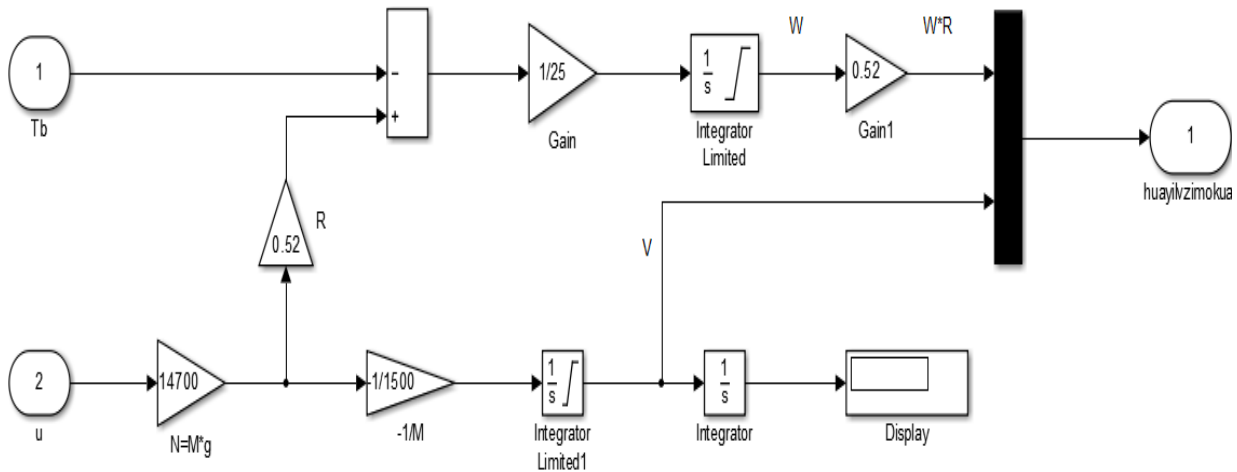 W
W*R
1
Tb
−
+
1/25
Gain
1
s
Integrator
Limited
0.52
Gain1
1
huayilvzimokua
0.52
R
V
2
u
14700
N=M*g
-1/1500
-1/M
1
s
Integrator
Limited1
1
s
Integrator
Display